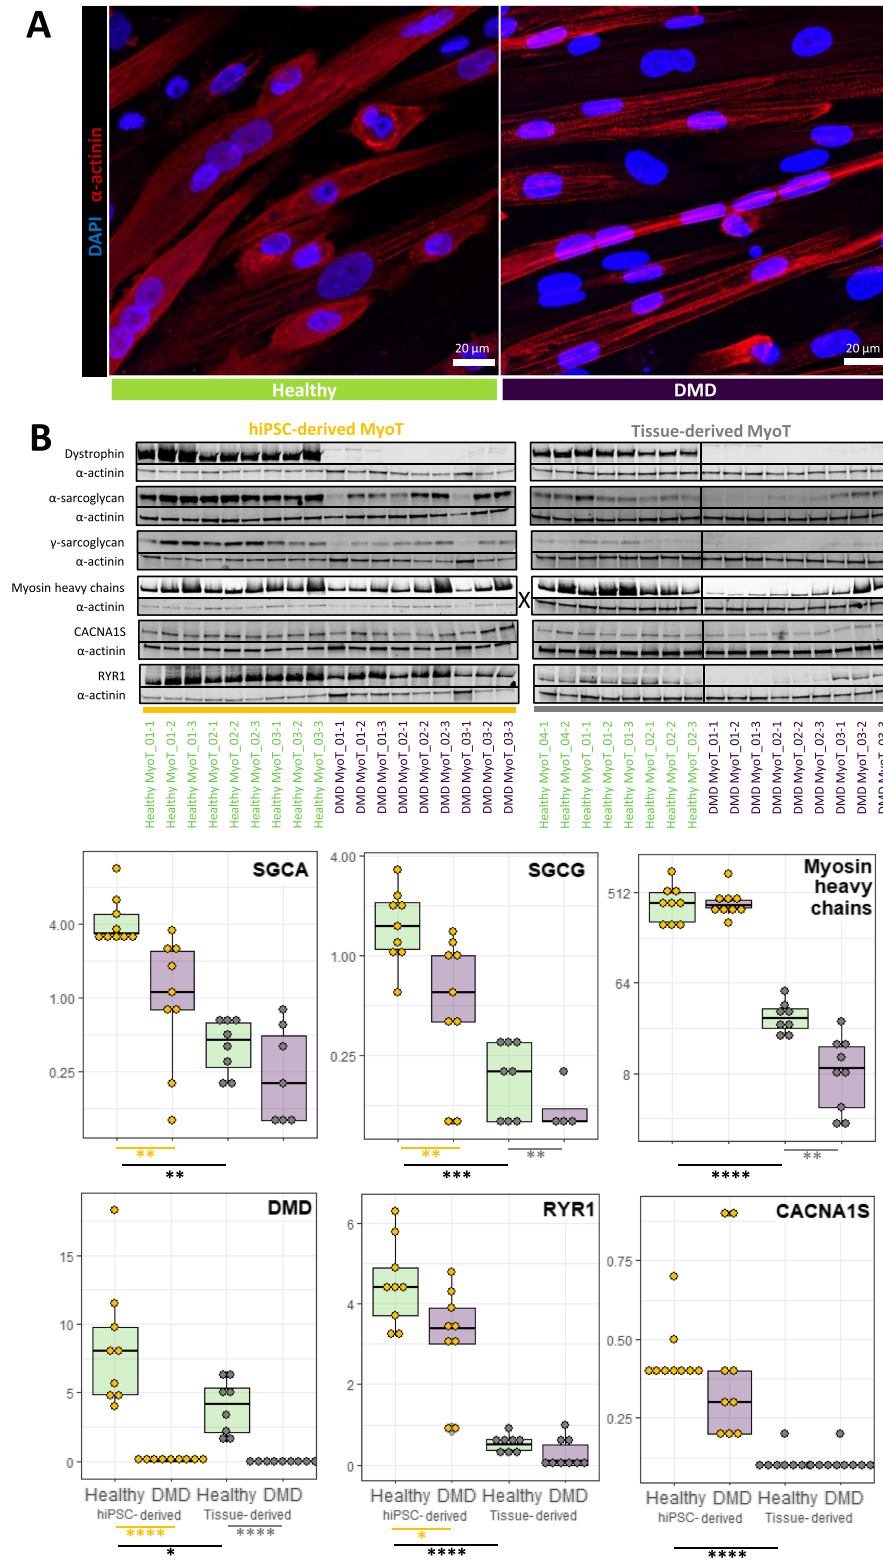 A
DAPI α-actinin
20 µm
20 µm
Healthy
DMD
B
hiPSC-derived MyoT
Tissue-derived MyoT
Dystrophin
α-actinin
α-sarcoglycan
α-actinin
γ-sarcoglycan
α-actinin
Myosin heavy chains
α-actinin
X
CACNA1S
α-actinin
RYR1
α-actinin
Healthy MyoT_01-1
Healthy MyoT_01-2
Healthy MyoT_01-3
Healthy MyoT_02-1
Healthy MyoT_02-2
Healthy MyoT_02-3
Healthy MyoT_03-1
Healthy MyoT_03-2
Healthy MyoT_03-3
DMD MyoT_01-1
DMD MyoT_01-2
DMD MyoT_01-3
DMD MyoT_02-1
DMD MyoT_02-2
DMD MyoT_02-3
DMD MyoT_03-1
DMD MyoT_03-2
DMD MyoT_03-3
Healthy MyoT_04-1
Healthy MyoT_04-2
Healthy MyoT_01-1
Healthy MyoT_01-2
Healthy MyoT_01-3
Healthy MyoT_02-1
Healthy MyoT_02-2
Healthy MyoT_02-3
DMD MyoT_01-1
DMD MyoT_01-2
DMD MyoT_01-3
DMD MyoT_02-1
DMD MyoT_02-2
DMD MyoT_02-3
DMD MyoT_03-1
DMD MyoT_03-2
SGCA
4.00
1.00
0.25
**
**
SGCG
4.00
1.00
0.25
** **
***
Myosin
heavy
chains
512
64
8
**
****
DMD
15
10
5
0
Healthy DMD Healthy DMD
hiPSC- derived Tissue- derived
**** ****
*
RYR1
6
4
2
0
Healthy DMD Healthy DMD
hiPSC- derived Tissue- derived
*
****
CACNA1S
0.75
0.50
0.25
Healthy DMD Healthy DMD
hiPSC- derived Tissue- derived
****